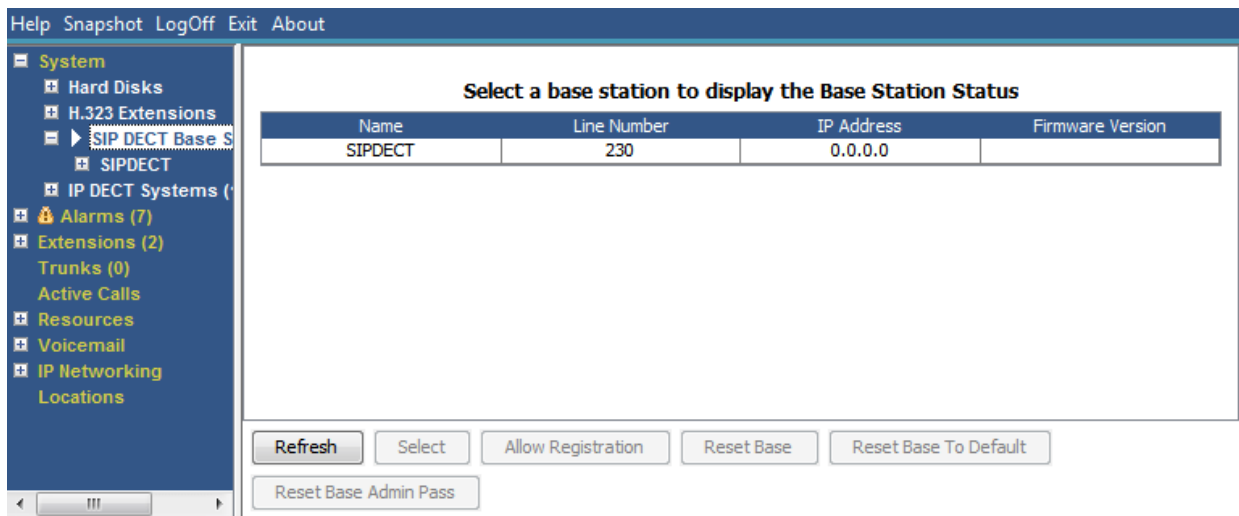 Help Snapshot LogOff Exit About
System
Hard Disks
H.323 Extensions
SIP DECT Base S
SIPDECT
IP DECT Systems (
Alarms (7)
Extensions (2)
Trunks (0)
Active Calls
Resources
Voicemail
IP Networking
Locations
Select a base station to display the Base Station Status
Name Line Number IP Address Firmware Version
SIPDECT 230 0.0.0.0
Refresh Select Allow Registration Reset Base Reset Base To Default
Reset Base Admin Pass